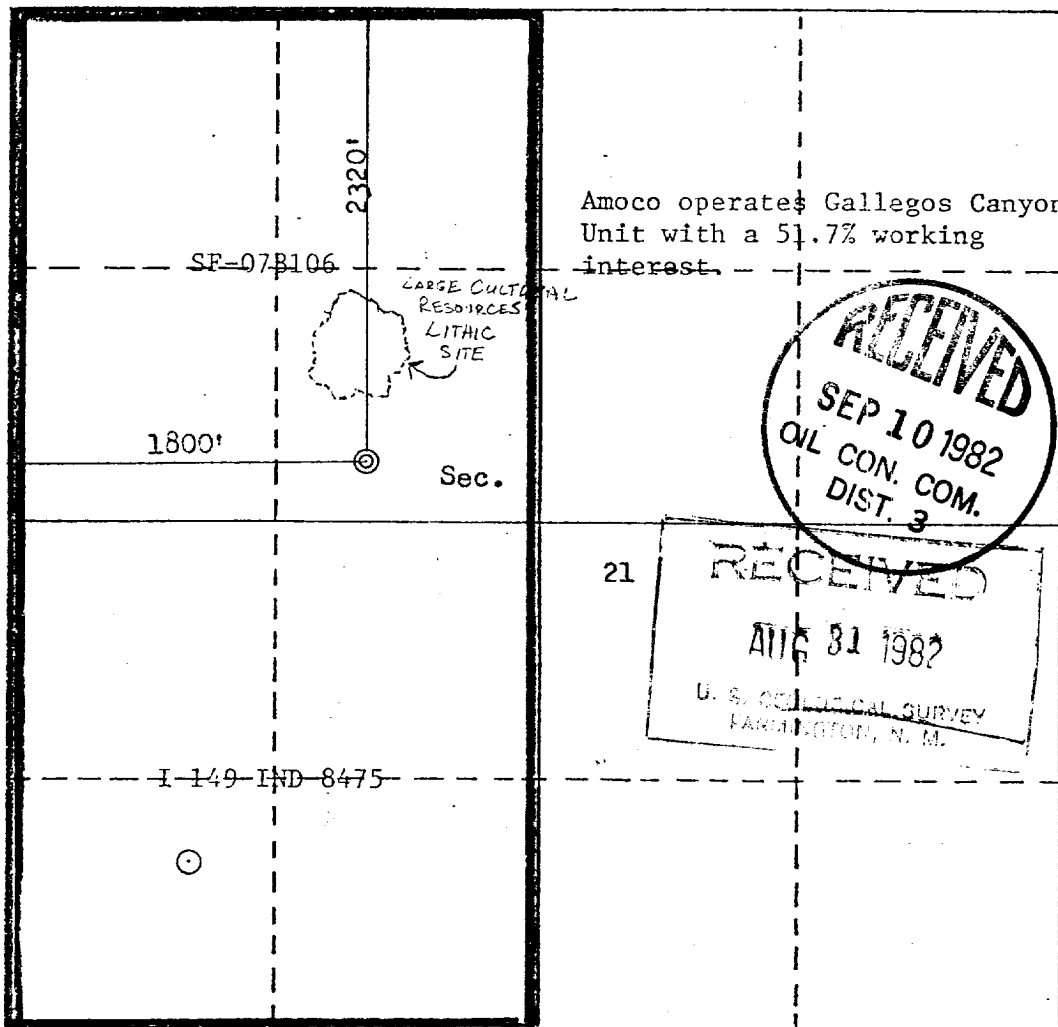 2320'
Amoco operates Gallegos Canyon
Unit with a 51.7% working
interest.
SF-078106
LARGE CULTURAL
RESOURCES
LITHIC
SITE
RECEIVED
SEP 10 1982
OIL CON. COM.
DIST. 3
1800'
Sec.
21
RECEIVED
AUG 31 1982
U. S. GEOLOGICAL SURVEY
FARMINGTON, N. M.
I-149-IND-8475